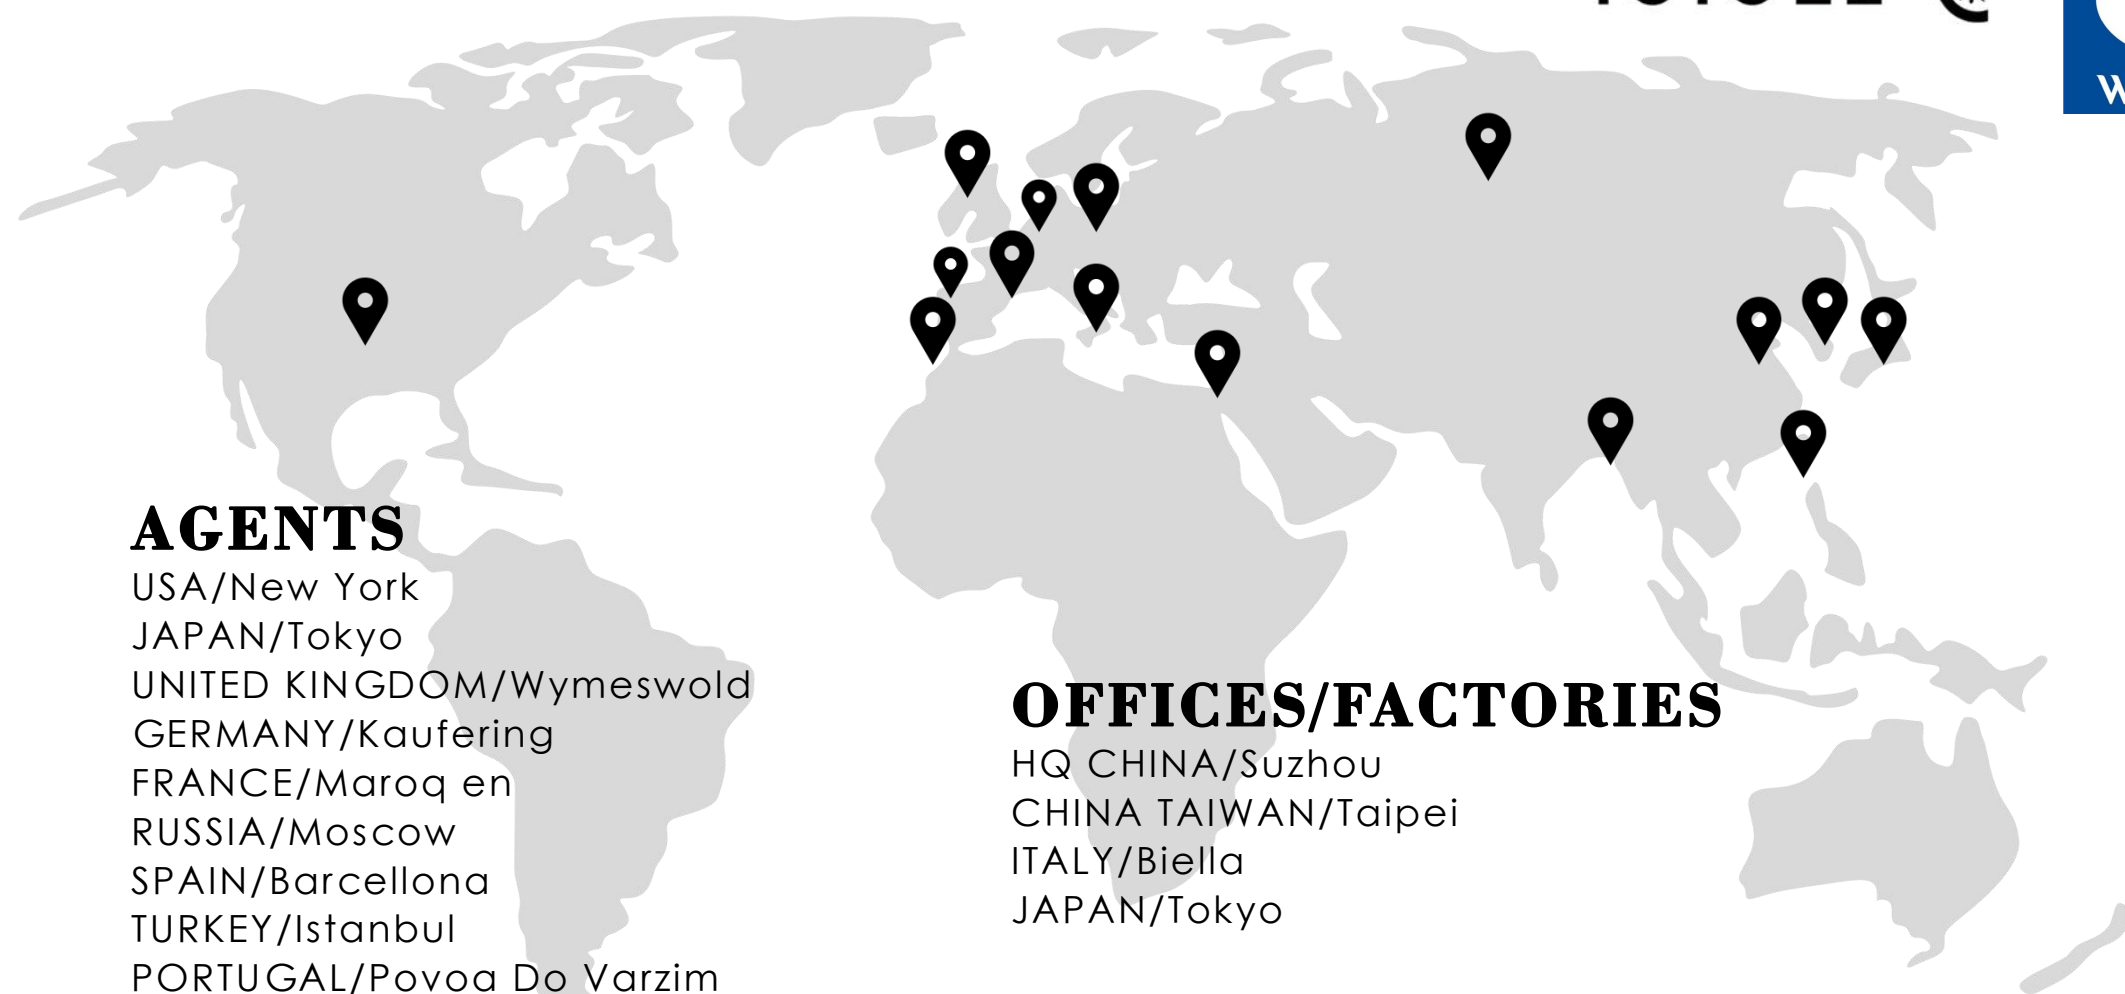 AGENTS
USA/New York
JAPAN/Tokyo
UNITED KINGDOM/Wymeswold
GERMANY/Kaufering
FRANCE/Maroq en
RUSSIA/Moscow
SPAIN/Barcellona
TURKEY/Istanbul
PORTUGAL/Povoa Do Varzim
OFFICES/FACTORIES
HQ CHINA/Suzhou
CHINA TAIWAN/Taipei
ITALY/Biella
JAPAN/Tokyo